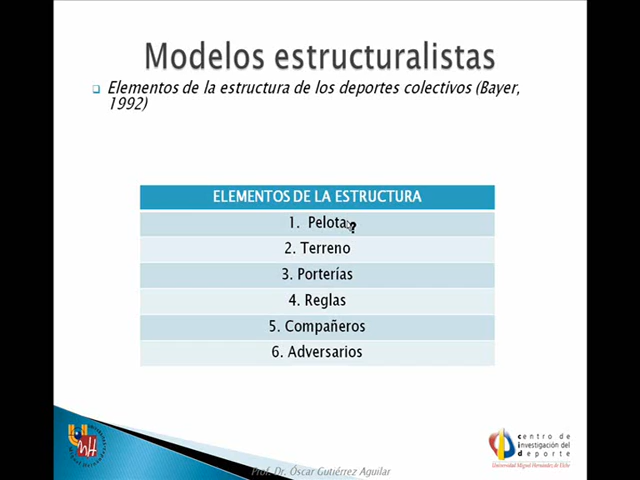 Modelos estructuralistas
Elementos de la estructura de los deportes colectivos (Bayer,
1992)
ELEMENTOS DE LA ESTRUCTURA
1. Pelota
2. Terreno
3. Porterías
4. Reglas
5. Compañeros
6. Adversarios
centro de
investigación del
deporte
Universidad Miguel Hernández de Elche
Prof. Dr. Óscar Gutiérrez Aguilar